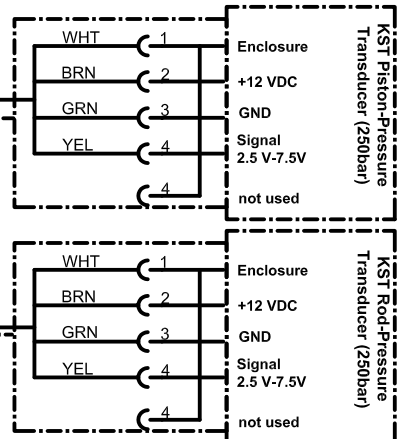 WHT 1 Enclosure
BRN 2 +12 VDC
GRN 3 GND
YEL 4 Signal
2.5 V-7.5V
4 not used
KST Piston-Pressure
Transducer (250bar)
WHT 1 Enclosure
BRN 2 +12 VDC
GRN 3 GND
YEL 4 Signal
2.5 V-7.5V
4 not used
KST Rod-Pressure
Transducer (250bar)